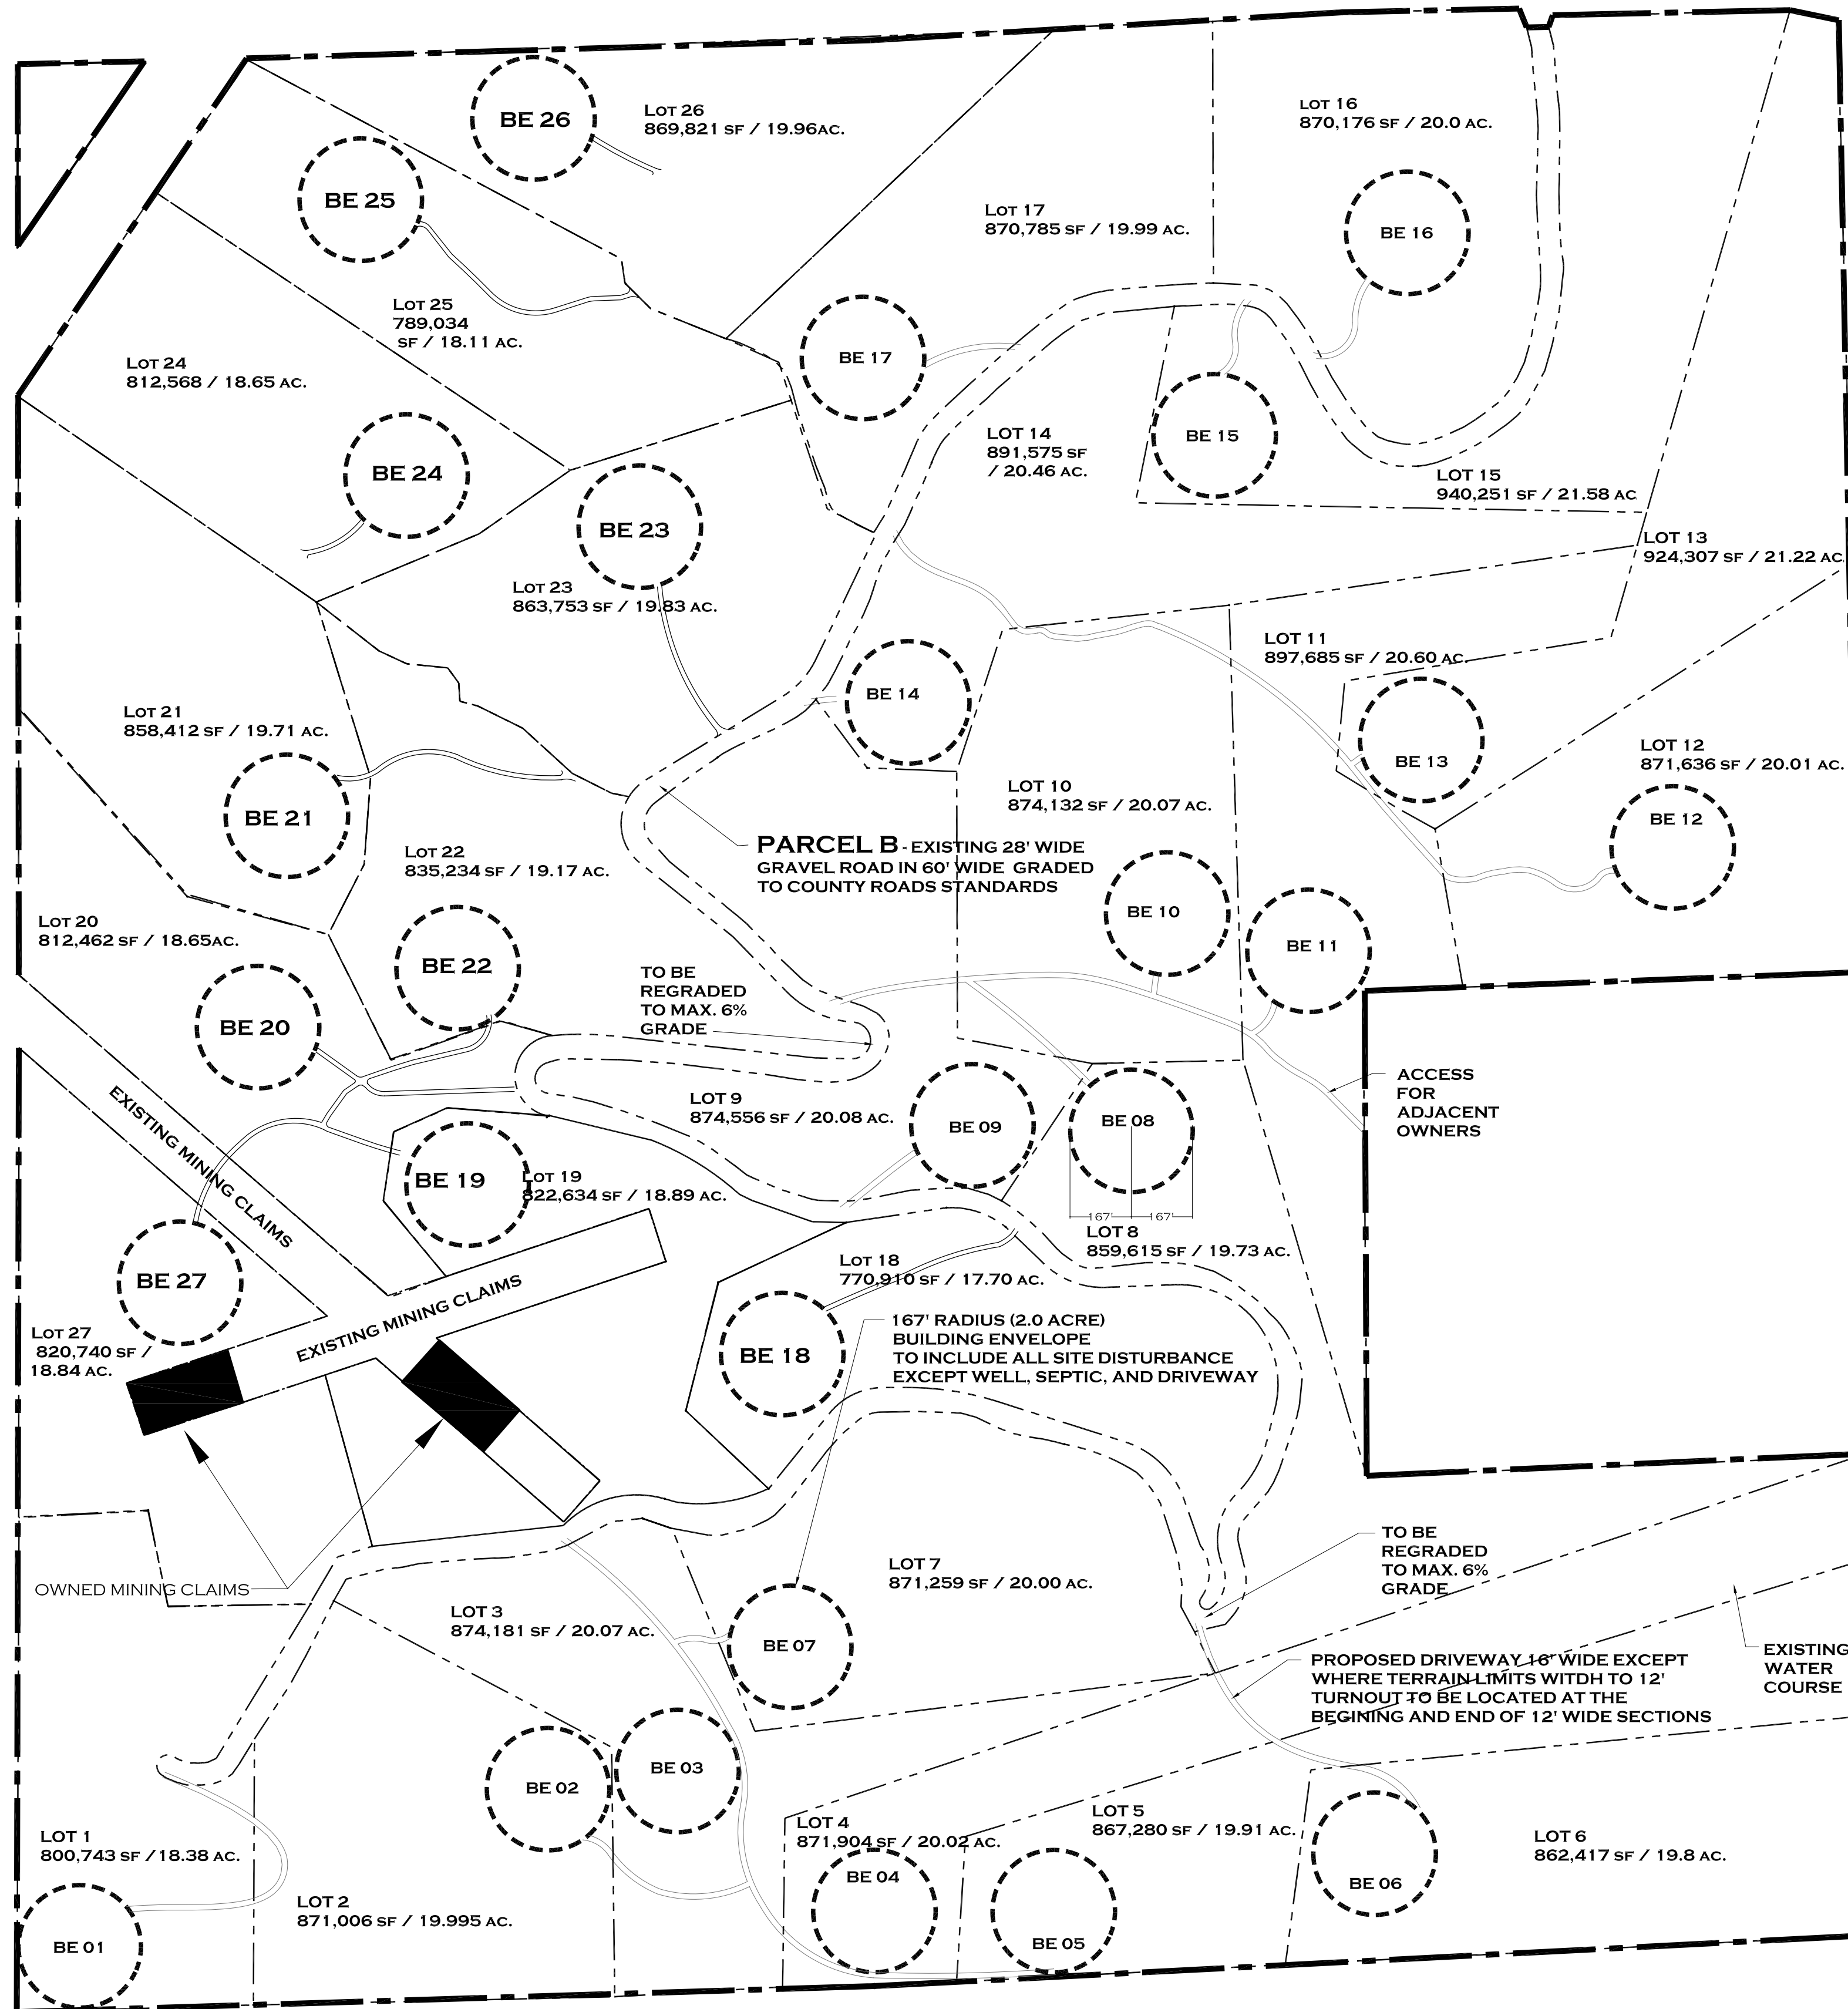 BE 26
LOT 26
869,821 SF / 19.96AC.
LOT 16
870,176 SF / 20.0 AC.
BE 25
LOT 17
870,785 SF / 19.99 AC.
BE 16
LOT 25
789,034
SF / 18.11 AC.
LOT 24
812,568 / 18.65 AC.
BE 17
LOT 14
891,575 SF
/ 20.46 AC.
BE 15
BE 24
LOT 15
940,251 SF / 21.58 AC
BE 23
LOT 13
924,307 SF / 21.22 AC
LOT 23
863,753 SF / 19.83 AC.
LOT 11
897,685 SF / 20.60 AC.
BE 14
LOT 21
858,412 SF / 19.71 AC.
BE 13
LOT 12
871,636 SF / 20.01 AC.
LOT 10
874,132 SF / 20.07 AC.
BE 21
BE 12
LOT 22
835,234 SF / 19.17 AC.
PARCEL B - EXISTING 28' WIDE
GRAVEL ROAD IN 60' WIDE GRADED
TO COUNTY ROADS STANDARDS
BE 10
LOT 20
812,462 SF / 18.65AC.
BE 11
BE 22
TO BE
REGRADED
TO MAX. 6%
GRADE
BE 20
ACCESS
FOR
ADJACENT
OWNERS
LOT 9
874,556 SF / 20.08 AC.
BE 09
BE 08
EXISTING MINING CLAIMS
BE 19
LOT 19
822,634 SF / 18.89 AC.
167' 167'
LOT 8
859,615 SF / 19.73 AC.
BE 27
LOT 18
770,910 SF / 17.70 AC.
EXISTING MINING CLAIMS
LOT 27
820,740 SF /
18.84 AC.
167' RADIUS (2.0 ACRE)
BUILDING ENVELOPE
TO INCLUDE ALL SITE DISTURBANCE
EXCEPT WELL, SEPTIC, AND DRIVEWAY
BE 18
TO BE
REGRADED
TO MAX. 6%
GRADE
OWNED MINING CLAIMS
LOT 7
871,259 SF / 20.00 AC.
LOT 3
874,181 SF / 20.07 AC.
BE 07
EXISTING
WATER
COURSE
PROPOSED DRIVEWAY 16' WIDE EXCEPT
WHERE TERRAIN LIMITS WITDH TO 12'
TURNOUT TO BE LOCATED AT THE
BEGINING AND END OF 12' WIDE SECTIONS
BE 03
BE 02
LOT 1
800,743 SF /18.38 AC.
LOT 4
871,904 SF / 20.02 AC.
LOT 5
867,280 SF / 19.91 AC.
LOT 6
862,417 SF / 19.8 AC.
BE 04
BE 06
LOT 2
871,006 SF / 19.995 AC.
BE 01
BE 05